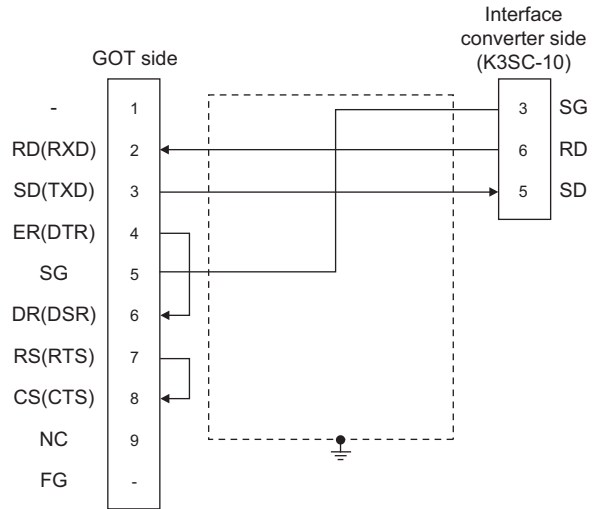 Interface
converter side
(K3SC-10)
GOT side
- 1 3 SG
RD(RXD) 2 6 RD
SD(TXD) 3 5 SD
ER(DTR) 4
SG 5
DR(DSR) 6
RS(RTS) 7
CS(CTS) 8
NC 9
FG -